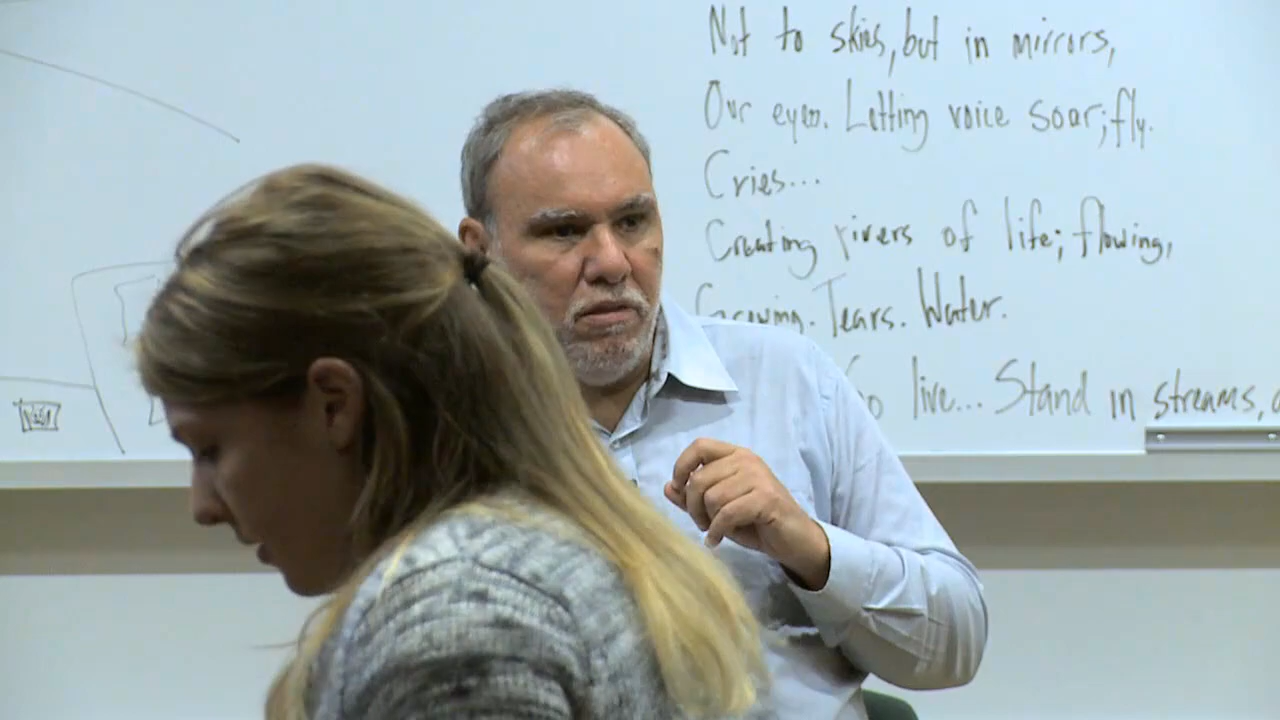 Not to skies, but in mirrors,
Our eyes. Letting voice soar; fly.
Cries...
Creating rivers of life; flowing,
Growing. Tears. Water.
live... Stand in streams,